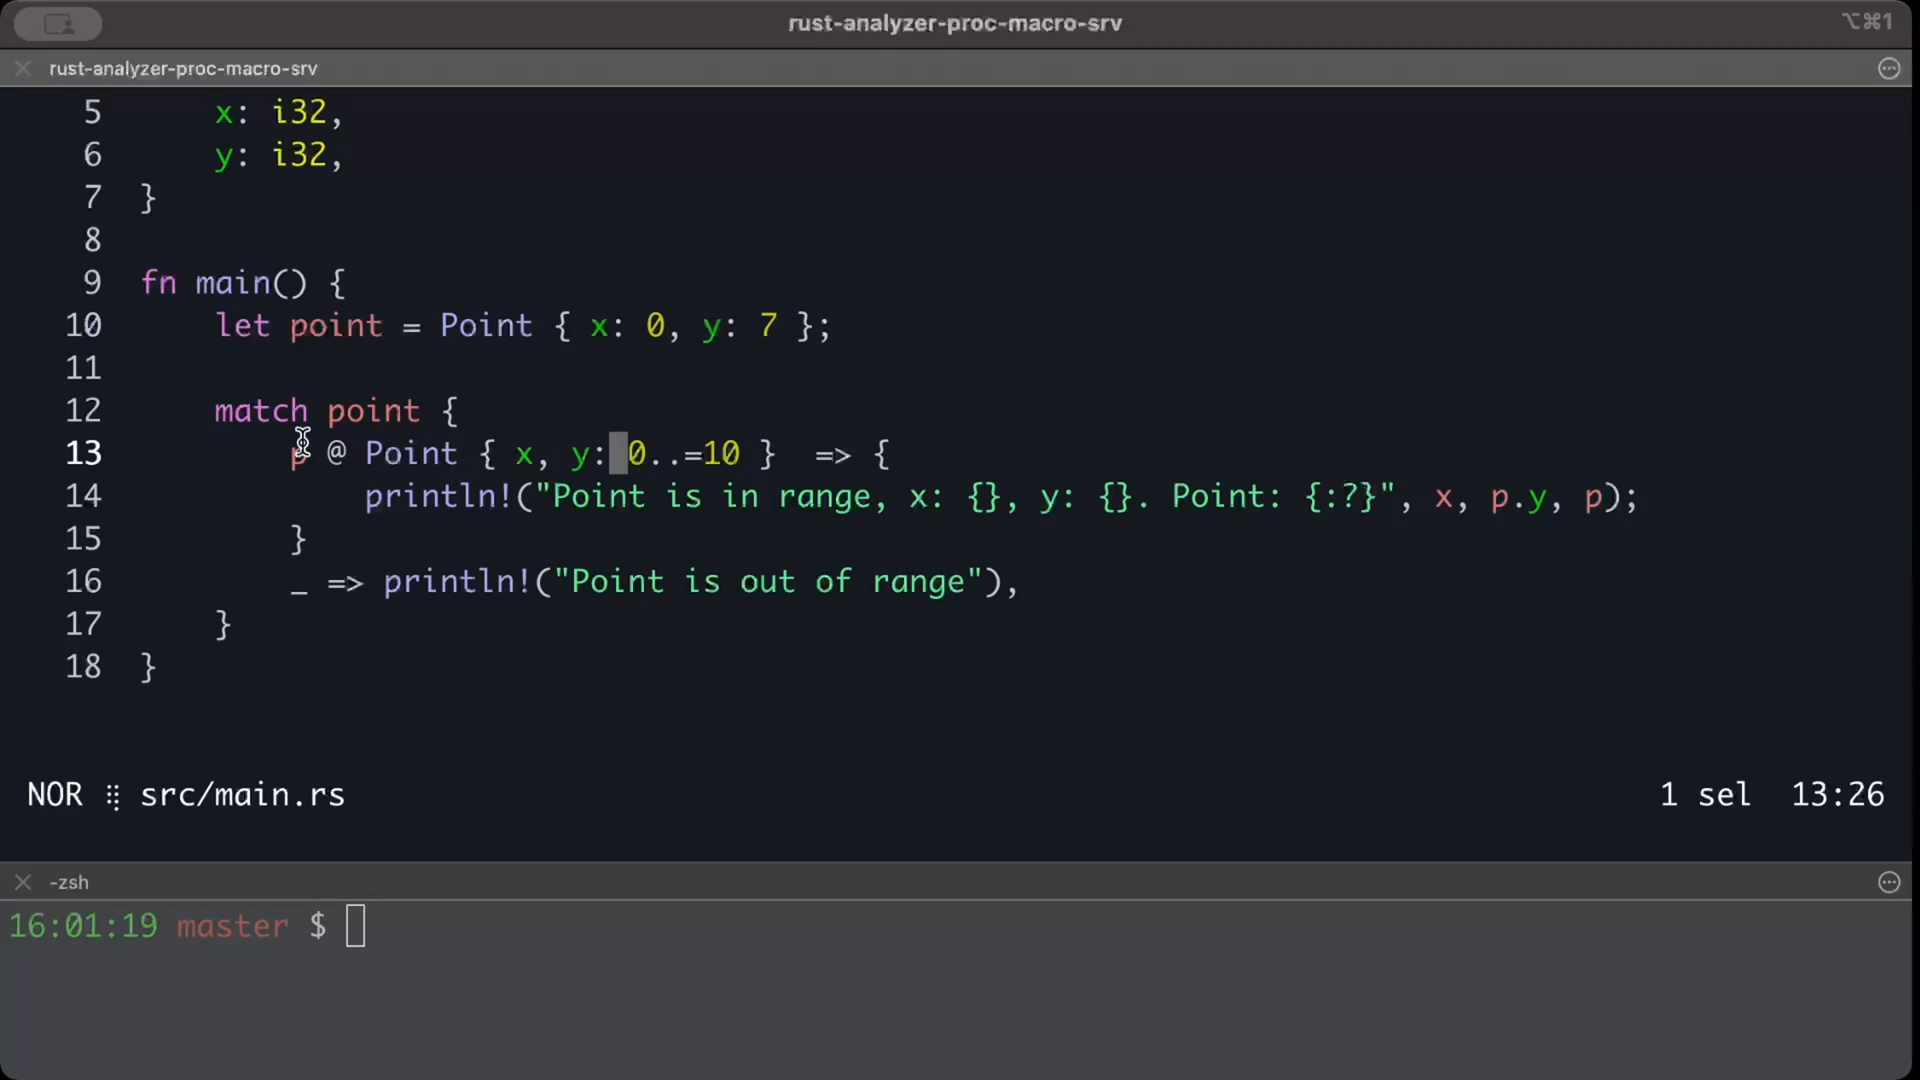 rust-analyzer-proc-macro-srv
⌥⌘1
rust-analyzer-proc-macro-srv
5 x: i32,
6 y: i32,
7 }
8
9 fn main() {
10 let point = Point { x: 0, y: 7 };
11
12 match point {
13 p @ Point { x, y: 0..=10 }  => {
14 println!("Point is in range, x: {}, y: {}. Point: {:?}", x, p.y, p);
15 }
16 _ => println!("Point is out of range"),
17 }
18 }
NOR src/main.rs 1 sel 13:26
-zsh
16:01:19 master $